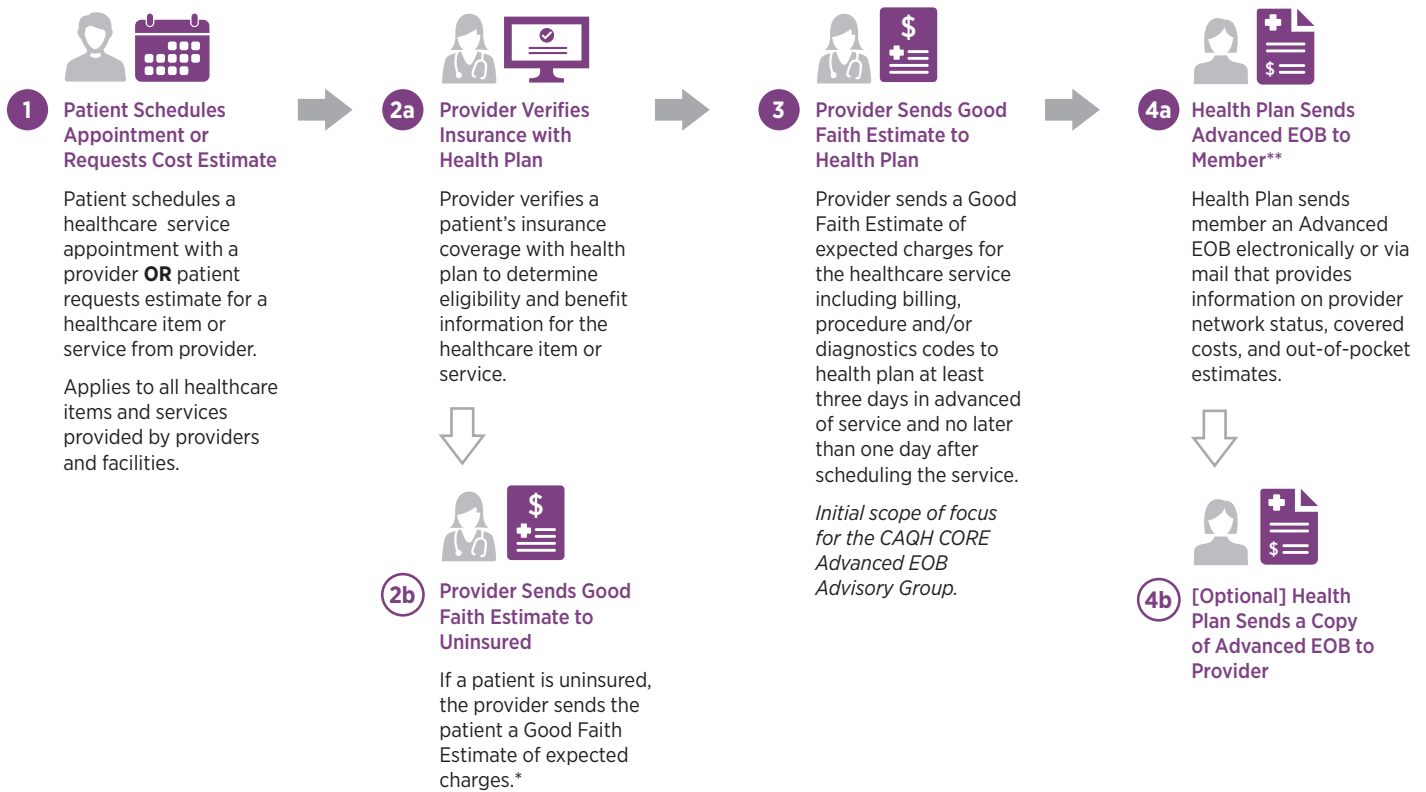 1
Patient Schedules
Appointment or
Requests Cost Estimate
Patient schedules a
healthcare service
appointment with a
provider OR patient
requests estimate for a
healthcare item or
service from provider.
Applies to all healthcare
items and services
provided by providers
and facilities.
2a
Provider Verifies
Insurance with
Health Plan
Provider verifies a
patient’s insurance
coverage with health
plan to determine
eligibility and benefit
information for the
healthcare item or
service.
$
2b
Provider Sends Good
Faith Estimate to
Uninsured
If a patient is uninsured,
the provider sends the
patient a Good Faith
Estimate of expected
charges.*
$
3
Provider Sends Good
Faith Estimate to
Health Plan
Provider sends a Good
Faith Estimate of
expected charges for
the healthcare service
including billing,
procedure and/or
diagnostics codes to
health plan at least
three days in advanced
of service and no later
than one day after
scheduling the service.
Initial scope of focus
for the CAQH CORE
Advanced EOB
Advisory Group.
$
4a
Health Plan Sends
Advanced EOB to
Member**
Health Plan sends
member an Advanced
EOB electronically or via
mail that provides
information on provider
network status, covered
costs, and out-of-pocket
estimates.
$
4b
[Optional] Health
Plan Sends a Copy
of Advanced EOB to
Provider